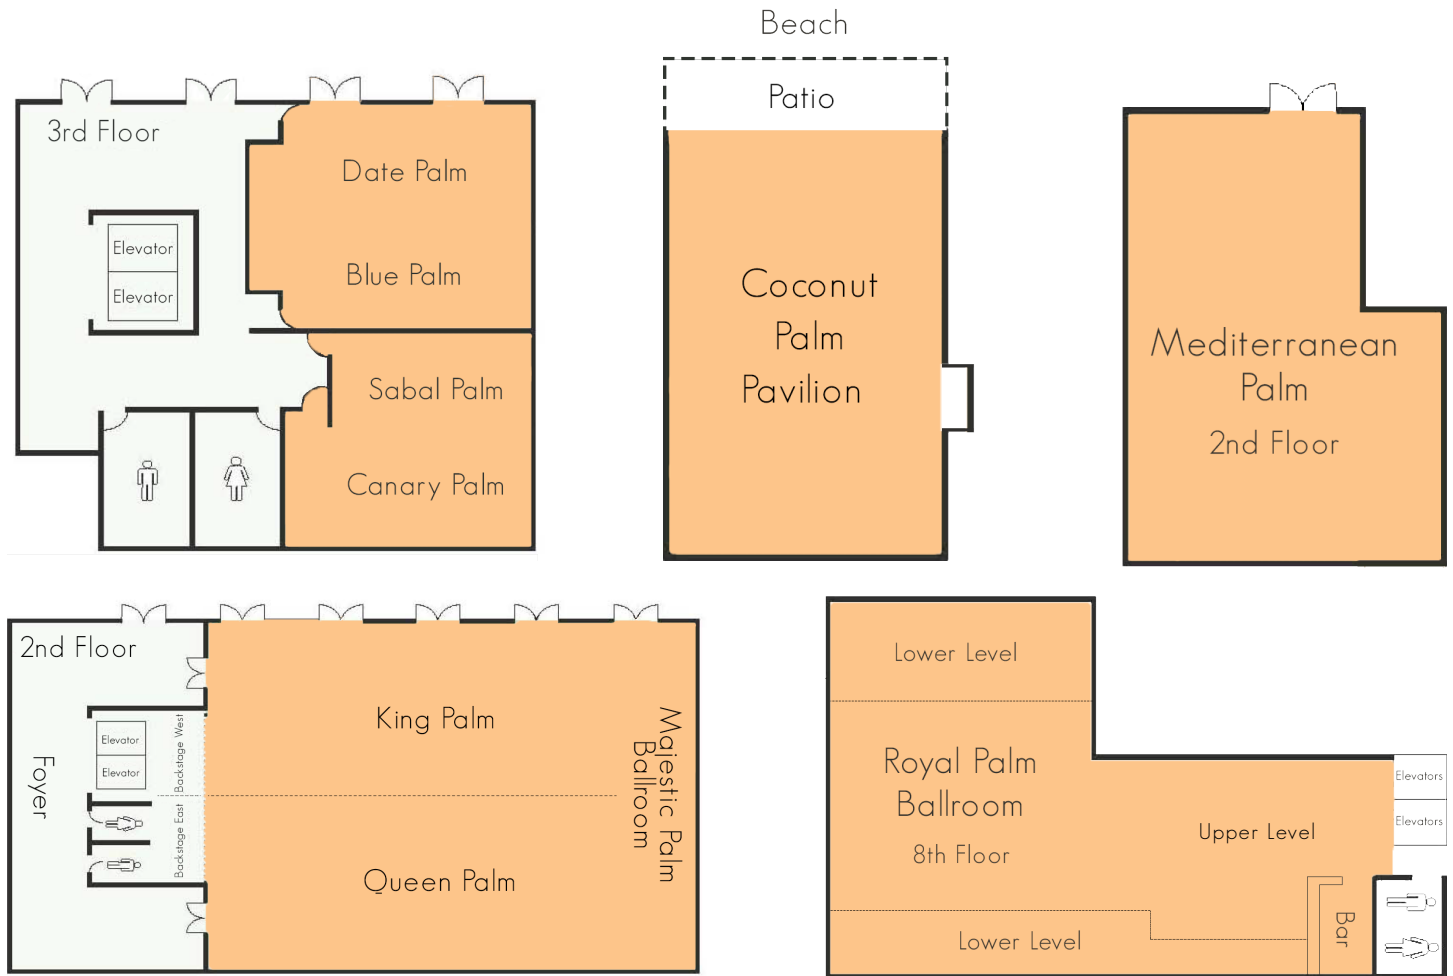 Beach
Patio
3rd Floor
Date Palm
Elevator
Blue Palm
Elevator
Sabal Palm
Canary Palm
Coconut
Palm
Pavilion
Mediterranean
Palm
2nd Floor
2nd Floor
Foyer
Elevator
Elevator
Backstage West
Backstage East
King Palm
Queen Palm
Majestic Palm
Ballroom
Lower Level
Royal Palm
Ballroom
8th Floor
Upper Level
Elevators
Elevators
Bar
Lower Level